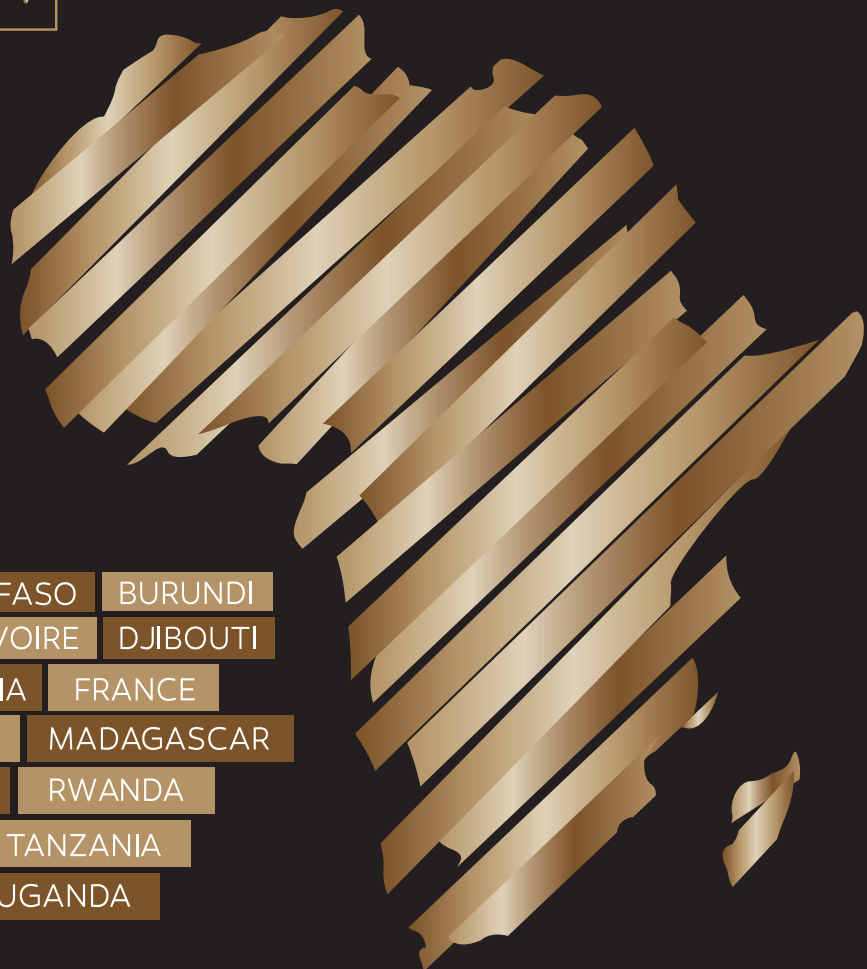 FASO BURUNDI
VOIRE DJIBOUTI
IA FRANCE
MADAGASCAR
RWANDA
TANZANIA
UGANDA